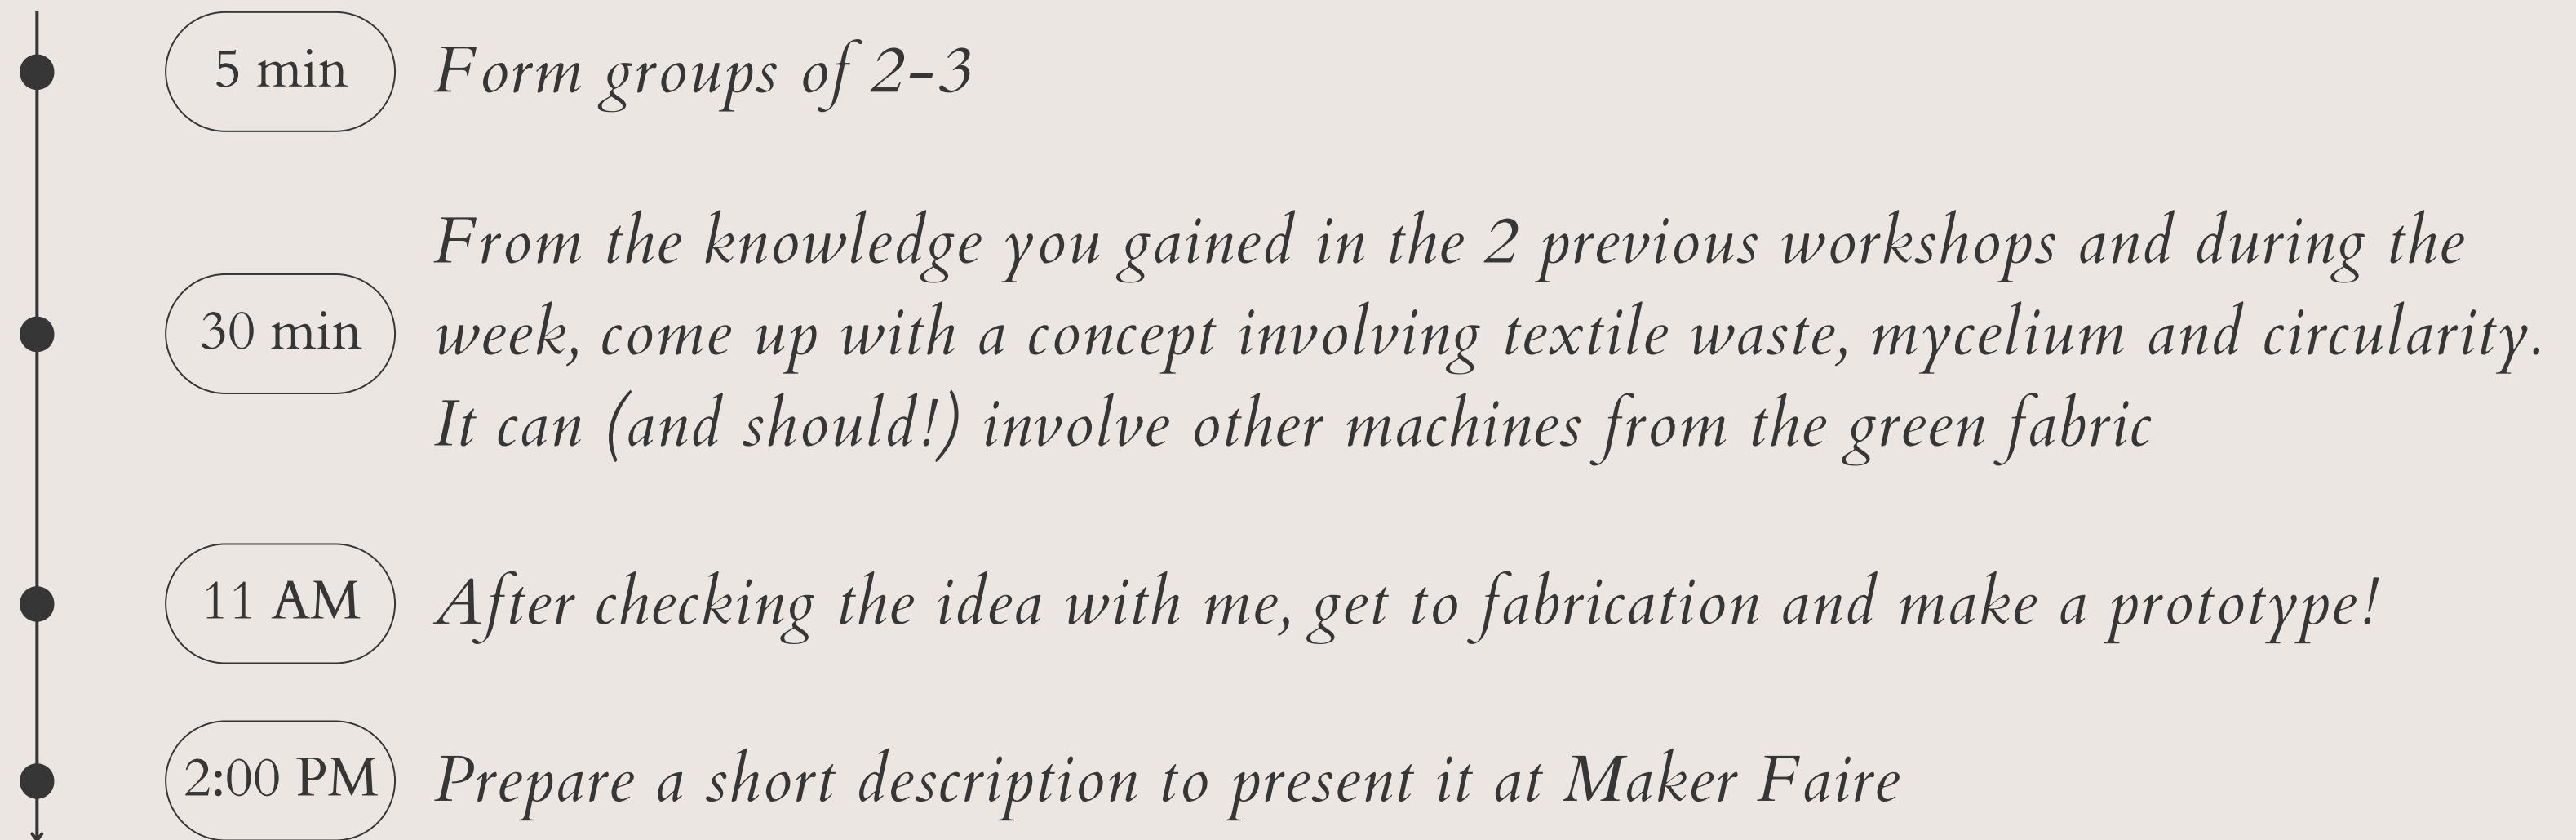 5 min
Form groups of 2-3
From the knowledge you gained in the 2 previous workshops and during the
30 min
week, come up with a concept involving textile waste, mycelium and circularity.
It can (and should!) involve other machines from the green fabric
11 AM
After checking the idea with me, get to fabrication and make a prototype!
2:00 PM
Prepare a short description to present it at Maker Faire